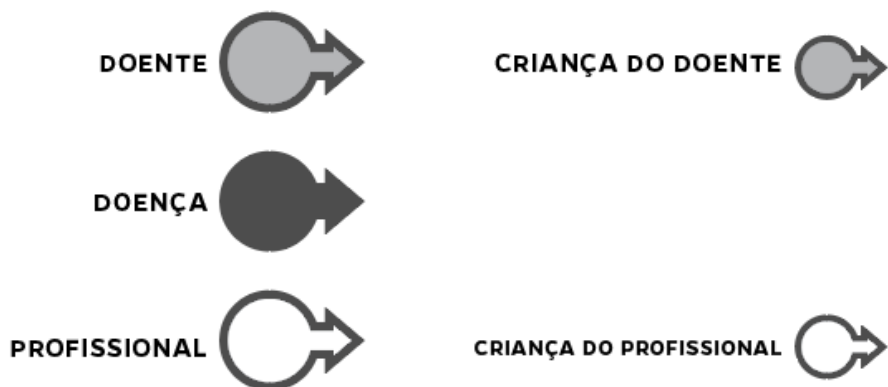 DOENTE
CRIANÇA DO DOENTE
DOENÇA
PROFISSIONAL
CRIANÇA DO PROFISSIONAL